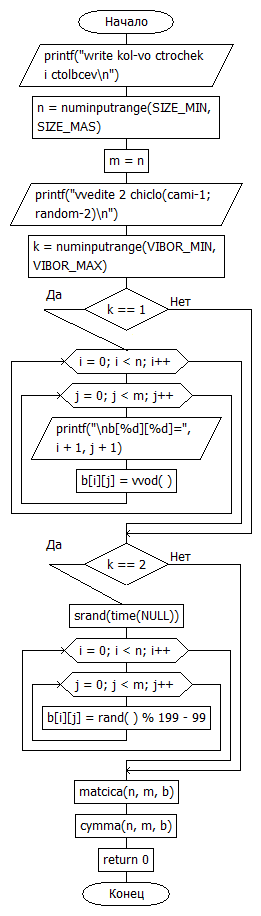 Начало
printf("write kol-vo ctrochek
i ctolbcev\n")
n = numinputrange(SIZE_MIN,
SIZE_MAS)
m = n
printf("vvedite 2 chiclo(cami-1;
random-2)\n")
k = numinputrange(VIBOR_MIN,
VIBOR_MAX)
Да
k == 1
Нет
i = 0; i < n; i++
j = 0; j < m; j++
printf("\nb[%d][%d]=",
i + 1, j + 1)
b[i][j] = vvod( )
Да
k == 2
Нет
srand(time(NULL))
i = 0; i < n; i++
j = 0; j < m; j++
b[i][j] = rand( ) % 199 - 99
matcica(n, m, b)
cymma(n, m, b)
return 0
Конец